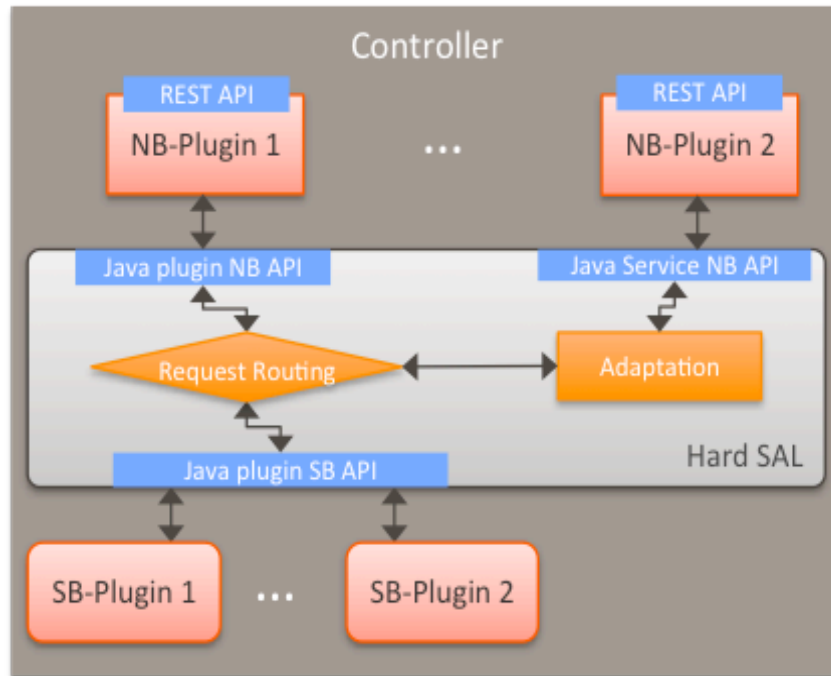 Controller
REST API
REST API
NB-Plugin 1
...
NB-Plugin 2
Java plugin NB API
Java Service NB API
Request Routing
Adaptation
Hard SAL
Java plugin SB API
SB-Plugin 1
...
SB-Plugin 2